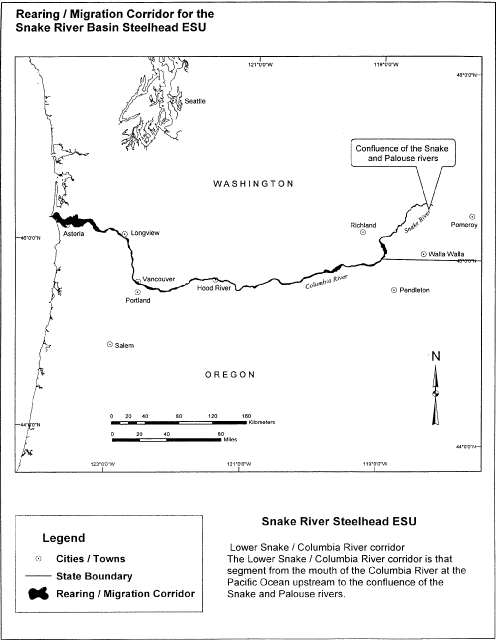 Rearing / Migration Corridor for the
Snake River Basin Steelhead ESU
121°0'0"W
119°0'0"W
48°0'0"N
Seattle
Confluence of the Snake
and Palouse rivers
WASHINGTON
Richland
Snake River
Pomeroy
Astoria
Longview
46°0'0"N
Walla Walla
46°0'0"N
Vancouver
Hood River
Columbia River
Portland
Pendleton
Salem
N
OREGON
0 20 40 80 120 160
Kilometers
0 20 40 80
Miles
44°0'0"N
44°0'0"N
123°0'0"W
121°0'0"W
119°0'0"W
Legend
Cities / Towns
State Boundary
Rearing / Migration Corridor
Snake River Steelhead ESU
Lower Snake / Columbia River corridor
The Lower Snake / Columbia River corridor is that
segment from the mouth of the Columbia River at the
Pacific Ocean upstream to the confluence of the
Snake and Palouse rivers.